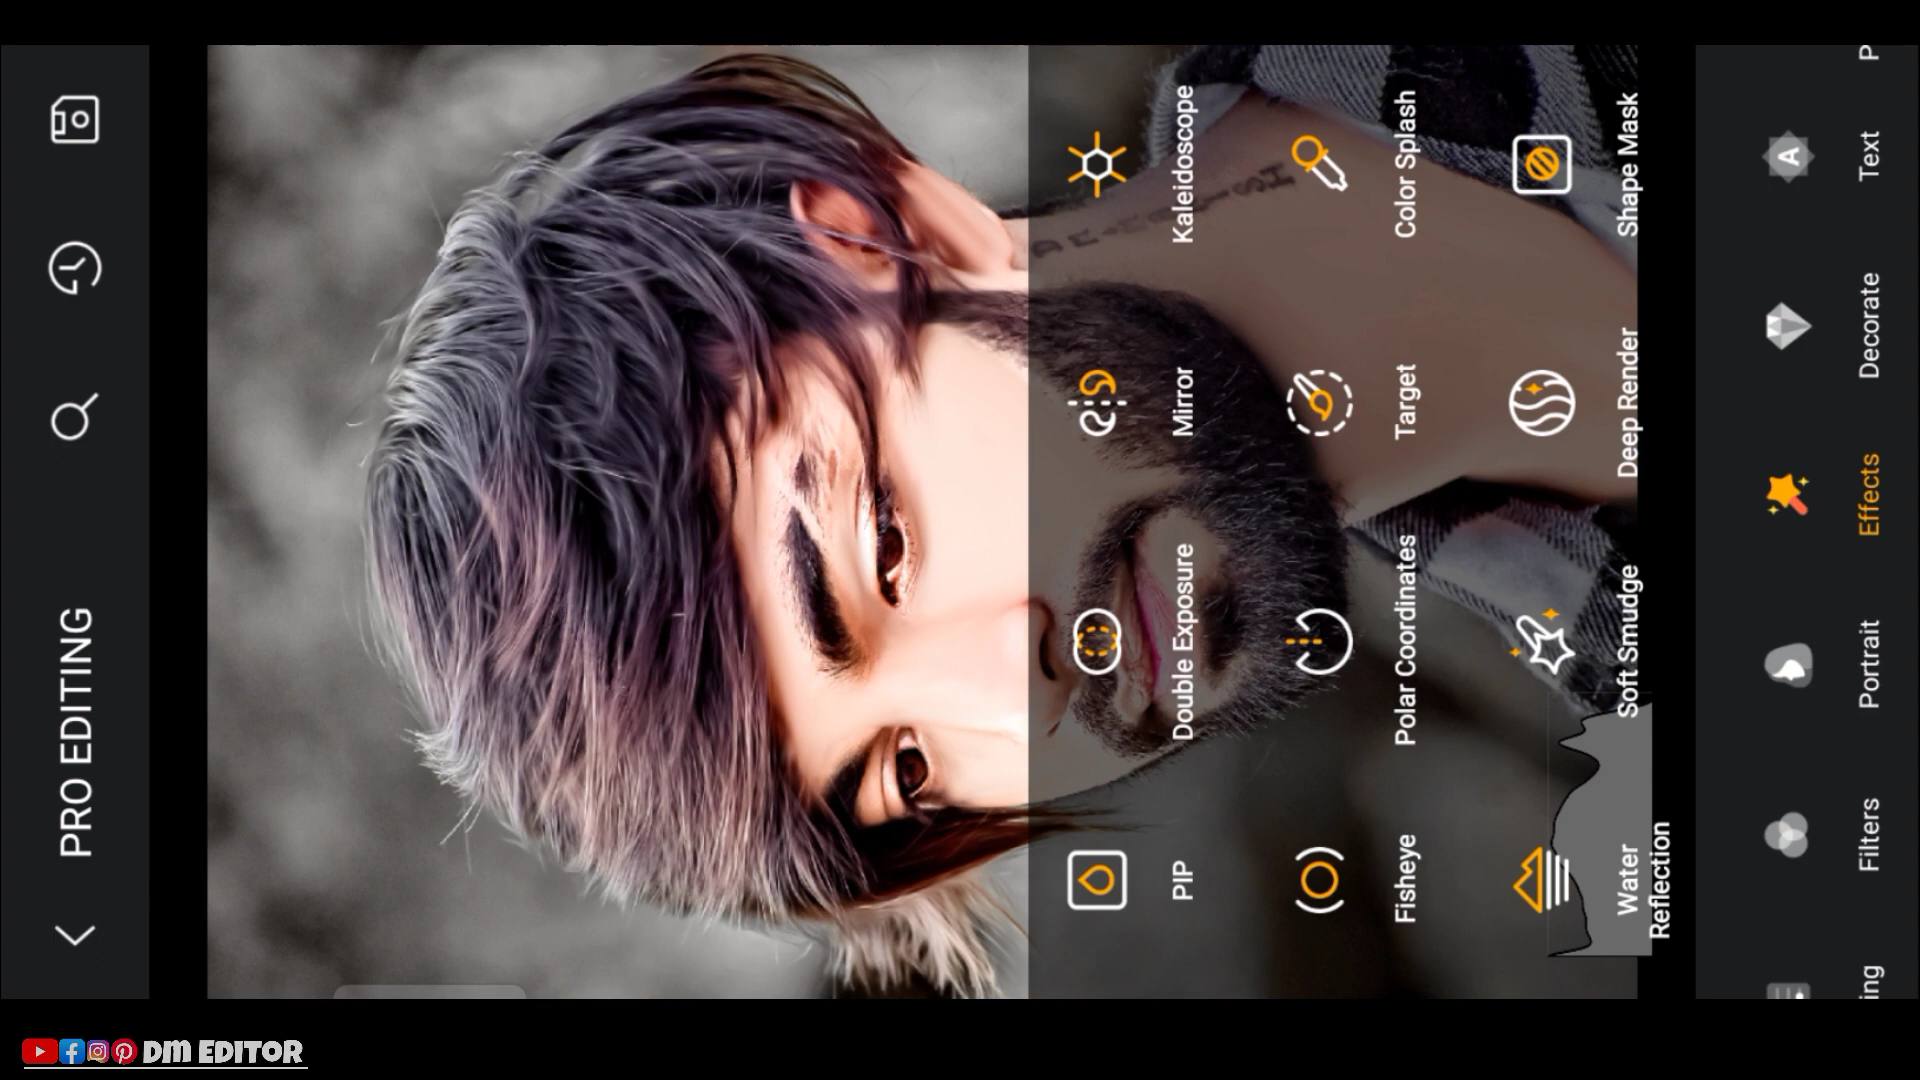 PRO EDITING
PIP
Double Exposure
Mirror
Kaleidoscope
Fisheye
Polar Coordinates
Target
Color Splash
Water
Reflection
Soft Smudge
Deep Render
Shape Mask
ing
Filters
Portrait
Effects
Decorate
Text
P
A
DM EDITOR